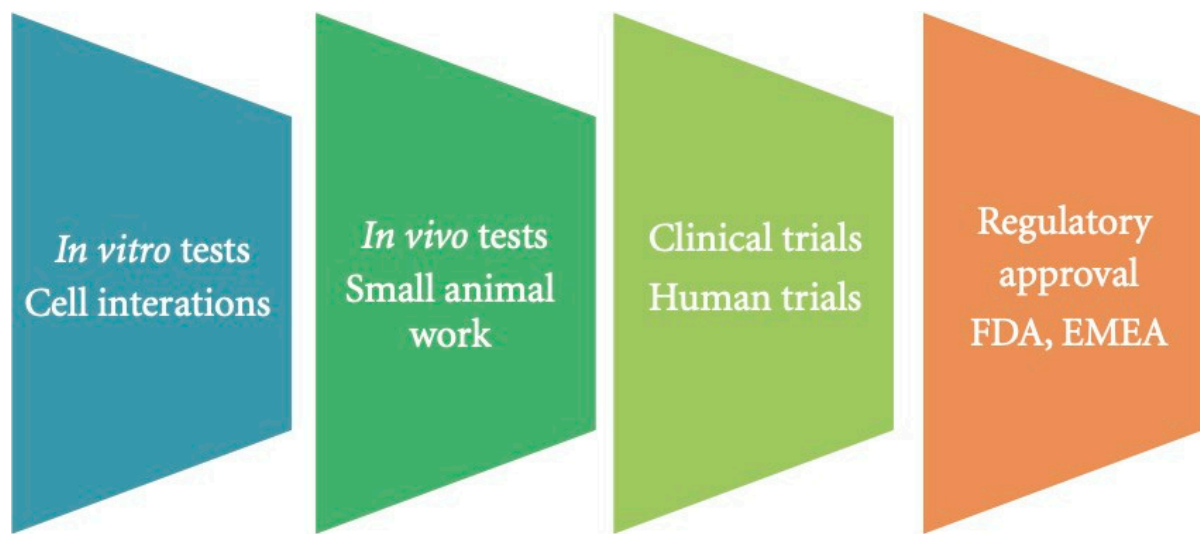 In vitro tests
Cell interations
In vivo tests
Small animal
work
Clinical trials
Human trials
Regulatory
approval
FDA, EMEA